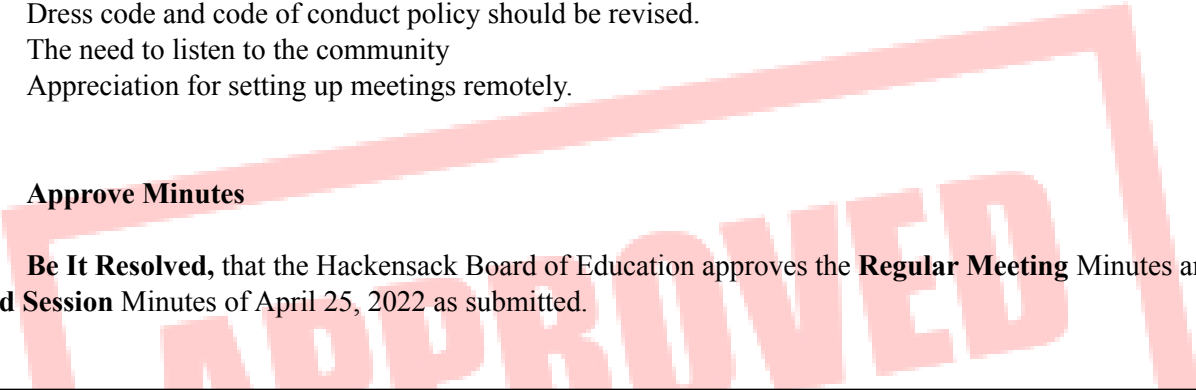 Dress code and code of conduct policy should be revised.
The need to listen to the community
Appreciation for setting up meetings remotely.
Approve Minutes
Be It Resolved, that the Hackensack Board of Education approves the Regular Meeting Minutes
Session Minutes of April 25, 2022 as submitted.
APPROVED